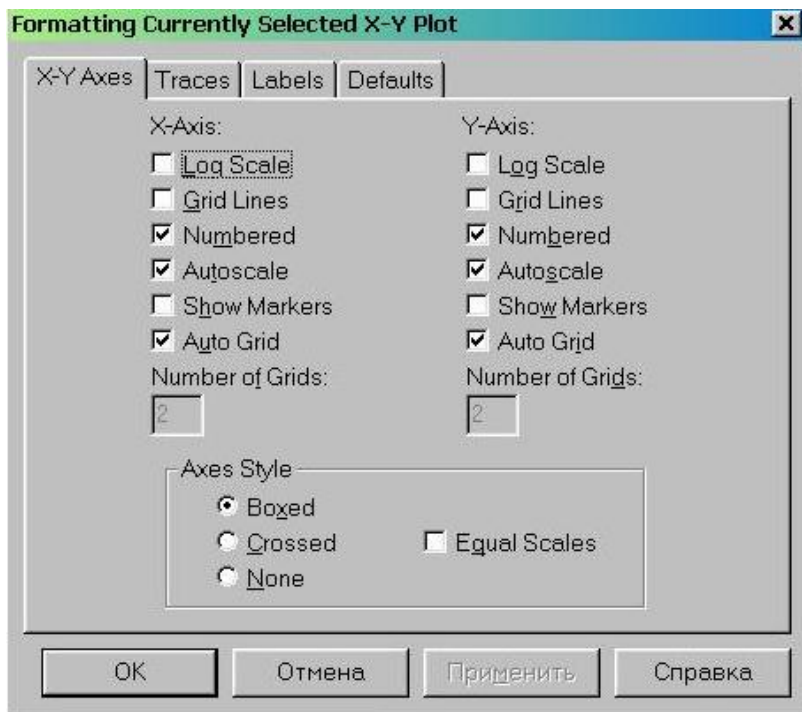 Formatting Currently Selected X-Y Plot
X-Y Axes Traces Labels Defaults
X-Axis: Y-Axis:
Log Scale Log Scale
Grid Lines Grid Lines
Numbered Numbered
Autoscale Autoscale
Show Markers Show Markers
Auto Grid Auto Grid
Number of Grids: Number of Grids:
2 2
Axes Style
Boxed
Crossed Equal Scales
None
OK Отмена Применить Справка